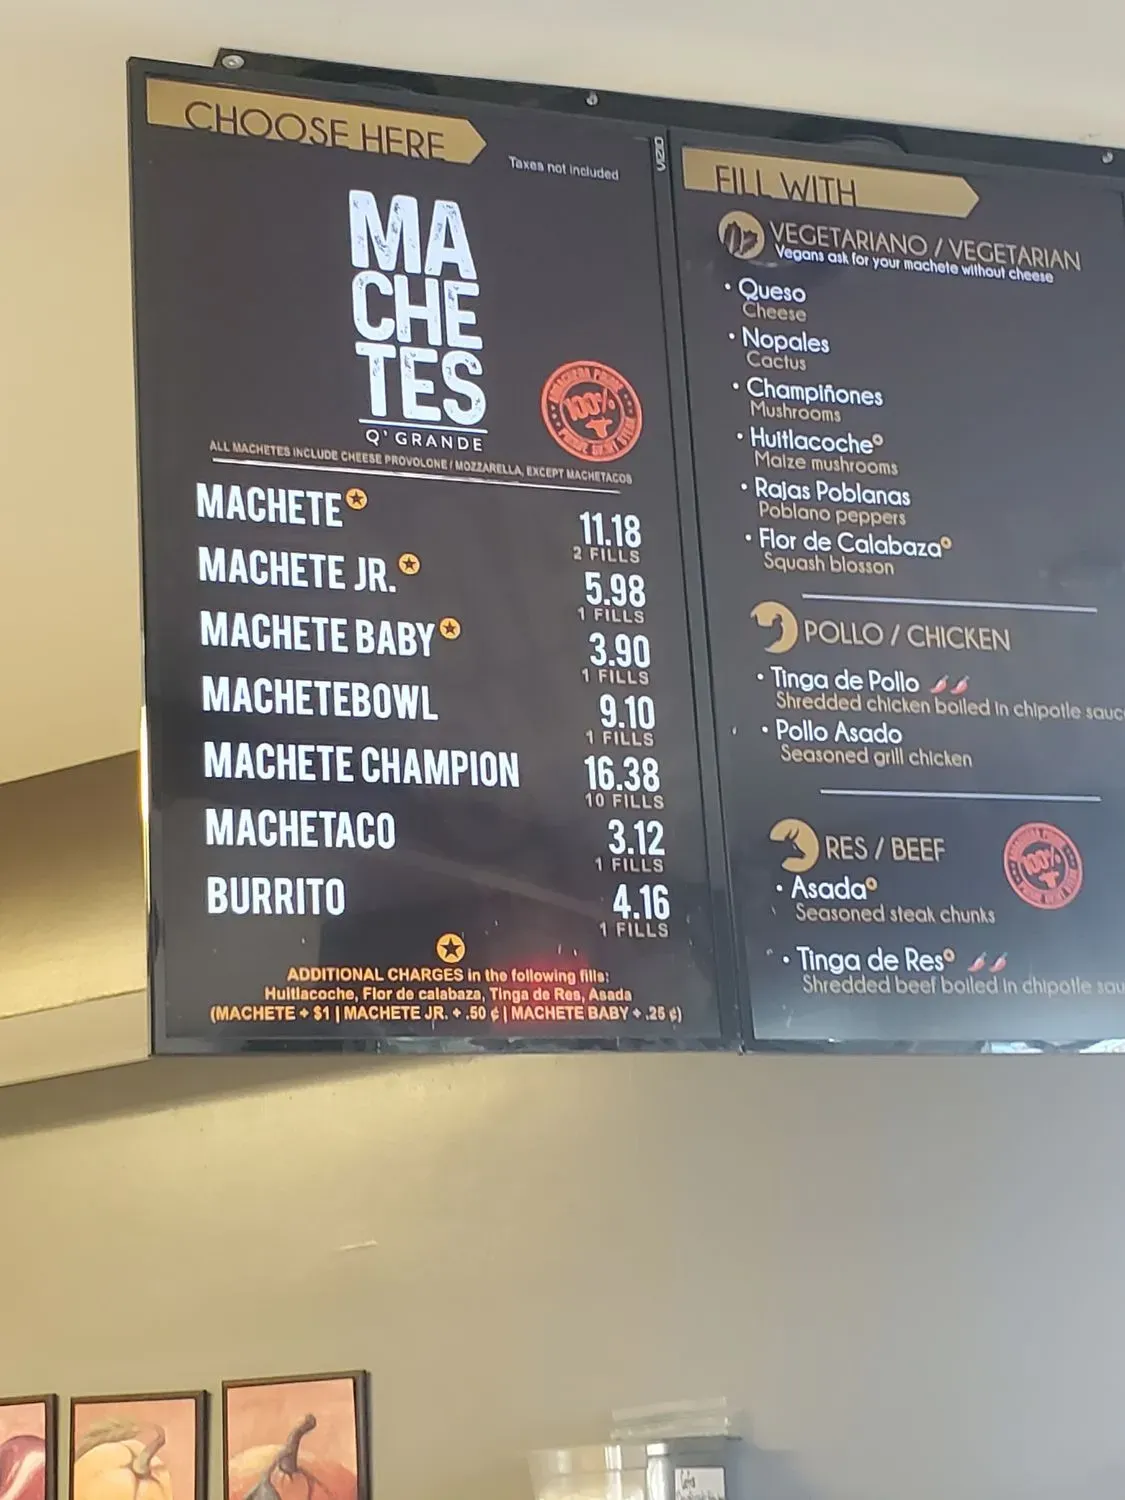 CHOOSE HERE
Taxes not included
MA
CHE
TES
Q' GRANDE
100%
ALL MACHETES INCLUDE CHEESE PROVOLONE / MOZZARELLA, EXCEPT MACHETACOS
MACHETE 11.18
2 FILLS
MACHETE JR. 5.98
1 FILLS
MACHETE BABY 3.90
1 FILLS
MACHETEBOWL 9.10
1 FILLS
MACHETE CHAMPION 16.38
10 FILLS
MACHETACO 3.12
1 FILLS
BURRITO 4.16
1 FILLS
ADDITIONAL CHARGES in the following fills:
Huitlacoche, Flor de calabaza, Tinga de Res, Asada
(MACHETE + $1 | MACHETE JR. + .50 ¢ | MACHETE BABY + .25 ¢)
FILL WITH
VEGETARIANO / VEGETARIAN
Vegans ask for your machete without cheese
• Queso
Cheese
• Nopales
Cactus
• Champiñones
Mushrooms
• Huitlacoche
Maize mushrooms
• Rajas Poblanas
Poblano peppers
• Flor de Calabaza
Squash blosson
POLLO / CHICKEN
• Tinga de Pollo
Shredded chicken boiled in chipotle sauc
• Pollo Asado
Seasoned grill chicken
RES / BEEF
100%
• Asada
Seasoned steak chunks
• Tinga de Res
Shredded beef boiled in chipotle sau